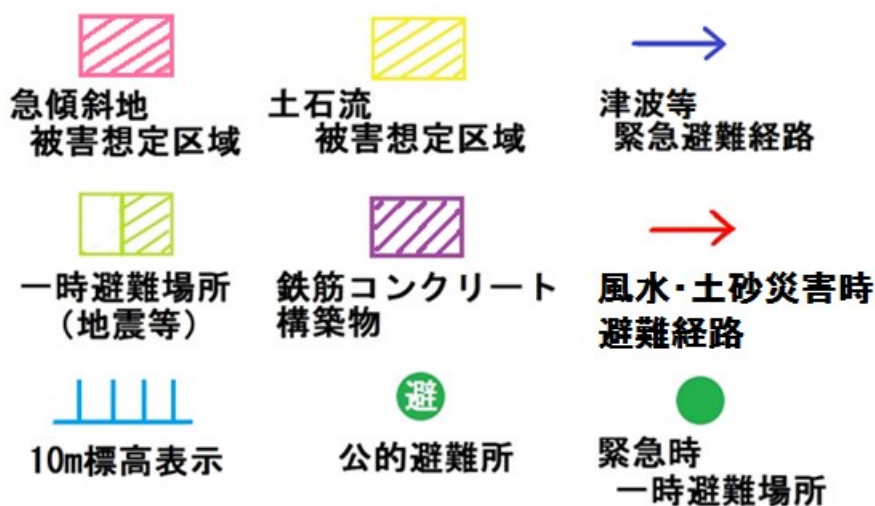 急傾斜地
被害想定区域
土石流
被害想定区域
津波等
緊急避難経路
一時避難場所
（地震等）
鉄筋コンクリート
構築物
風水・土砂災害時
避難経路
10m標高表示
避
公的避難所
緊急時
一時避難場所